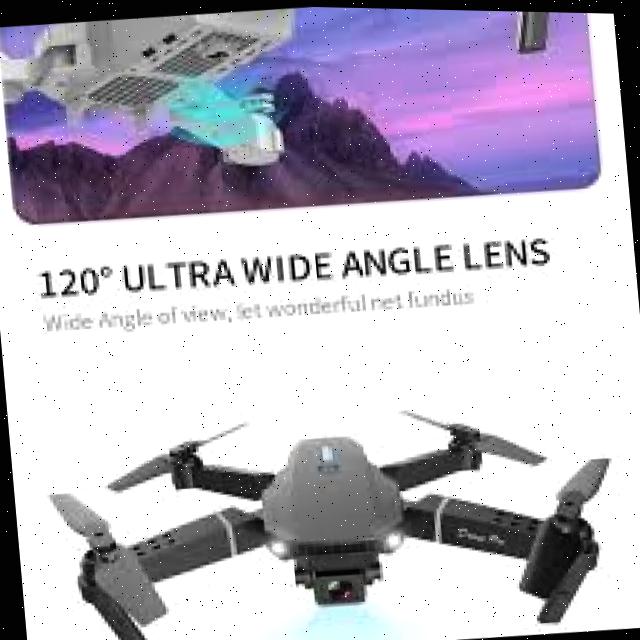 120° ULTRA WIDE ANGLE LENS
Wide Angle of view, let wonderful net fundus